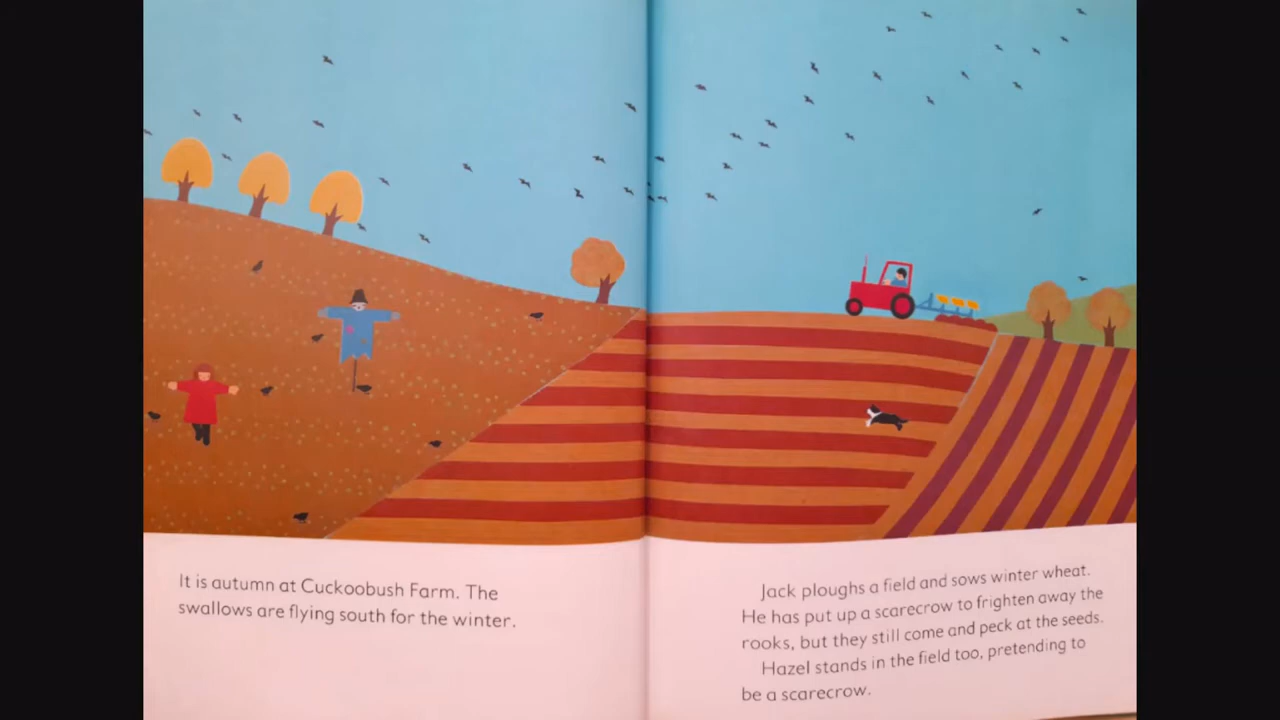 It is autumn at Cuckoobush Farm. The
swallows are flying south for the winter.
Jack ploughs a field and sows winter wheat.
He has put up a scarecrow to frighten away the
rooks, but they still come and peck at the seeds.
Hazel stands in the field too, pretending to
be a scarecrow.